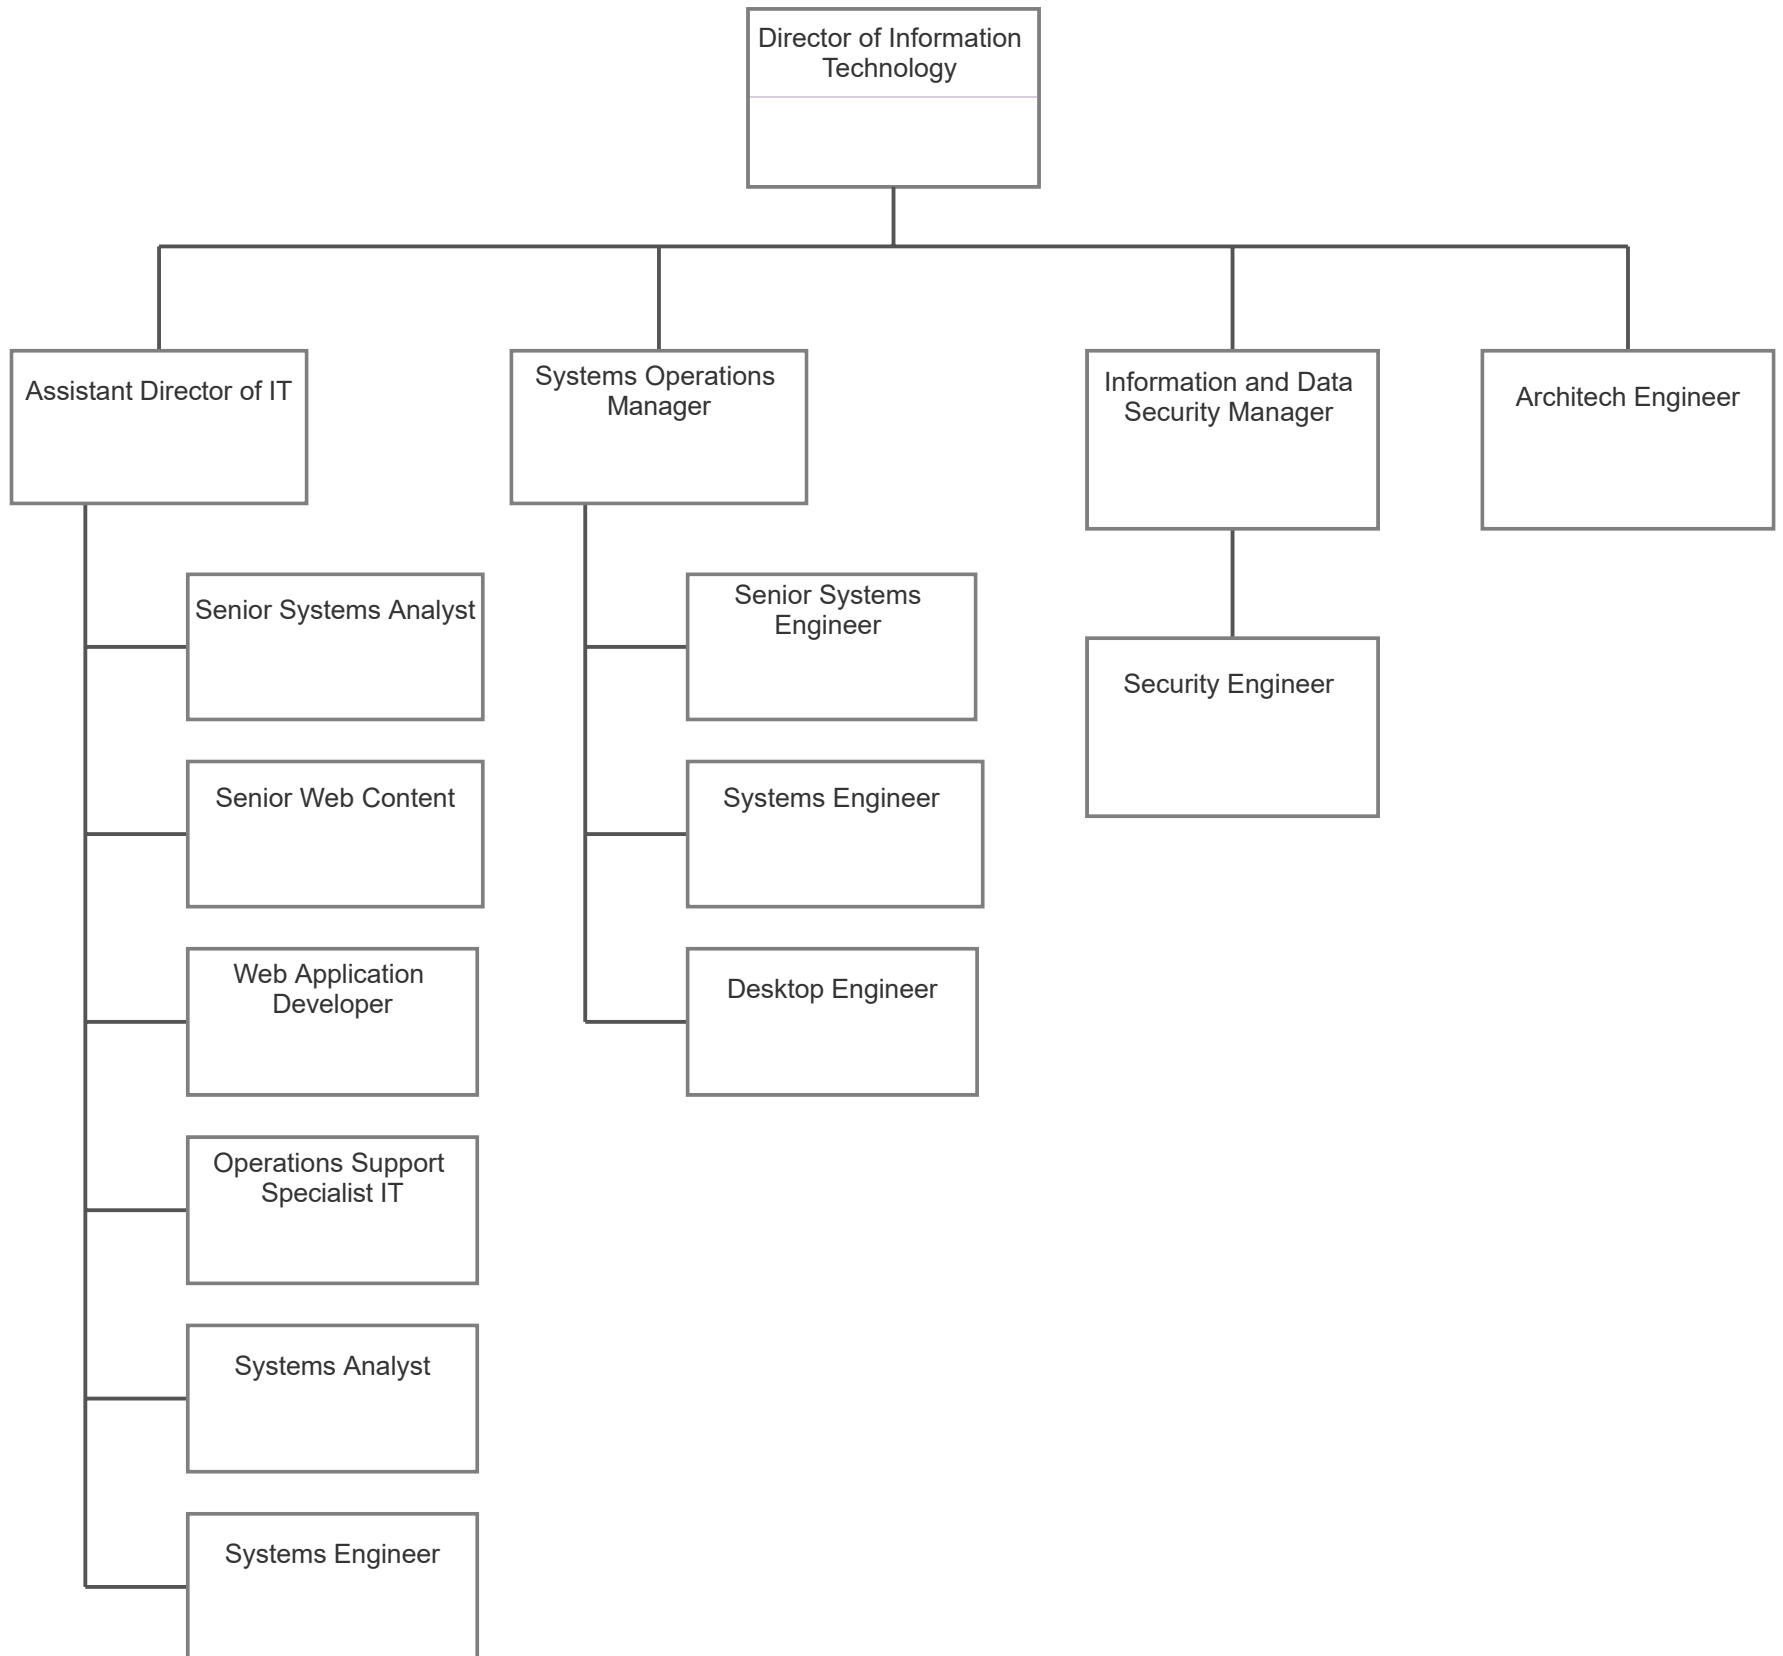 Director of Information
Technology
Assistant Director of IT
Systems Operations
Manager
Information and Data
Security Manager
Architech Engineer
Senior Systems Analyst
Senior Web Content
Web Application
Developer
Operations Support
Specialist IT
Systems Analyst
Systems Engineer
Senior Systems
Engineer
Systems Engineer
Desktop Engineer
Security Engineer